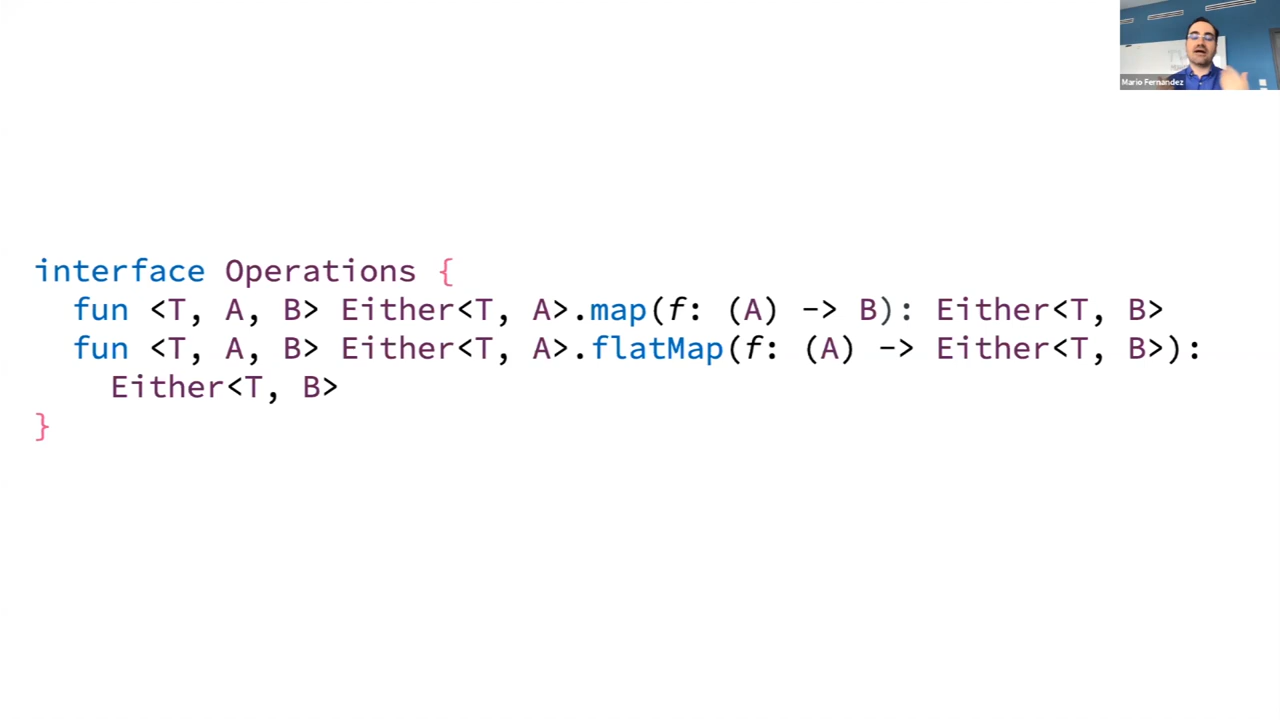 Mario Fernandez
interface Operations {
fun <T, A, B> Either<T, A>.map(f: (A) -> B): Either<T, B>
fun <T, A, B> Either<T, A>.flatMap(f: (A) -> Either<T, B>):
Either<T, B>
}